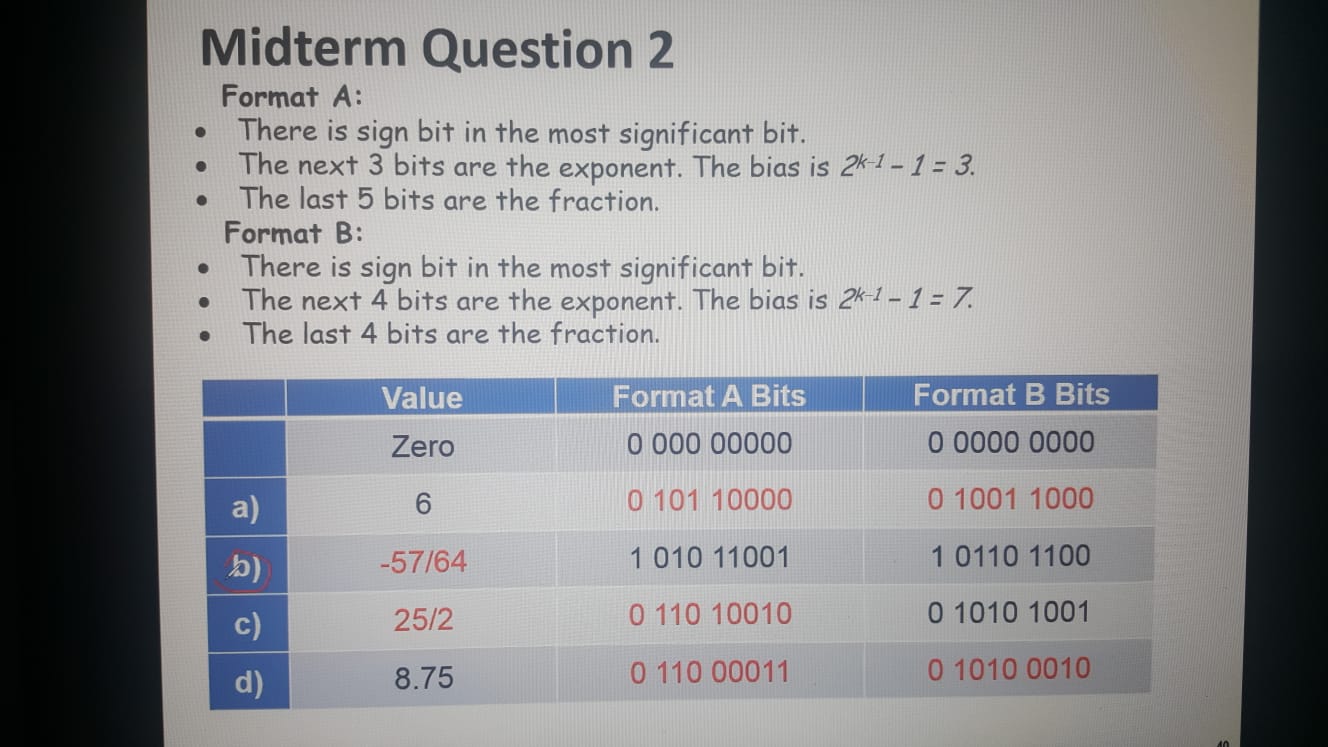 Midterm Question 2
Format A:
• There is sign bit in the most significant bit.
• The next 3 bits are the exponent. The bias is 2^k-1 – 1 = 3.
• The last 5 bits are the fraction.
Format B:
• There is sign bit in the most significant bit.
• The next 4 bits are the exponent. The bias is 2^k-1 – 1 = 7.
• The last 4 bits are the fraction.
Value Format A Bits Format B Bits
Zero 0 000 00000 0 0000 0000
a) 6 0 101 10000 0 1001 1000
b) -57/64 1 010 11001 1 0110 1100
c) 25/2 0 110 10010 0 1010 1001
d) 8.75 0 110 00011 0 1010 0010